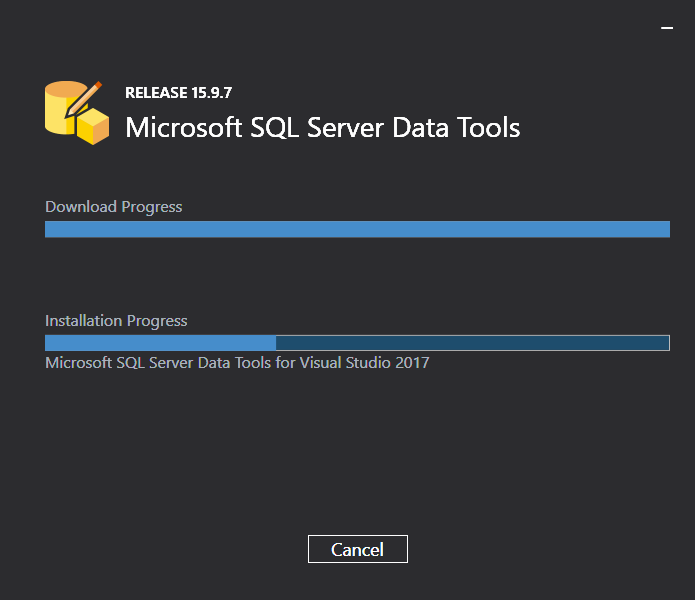 RELEASE 15.9.7
Microsoft SQL Server Data Tools
Download Progress
Installation Progress
Microsoft SQL Server Data Tools for Visual Studio 2017
Cancel